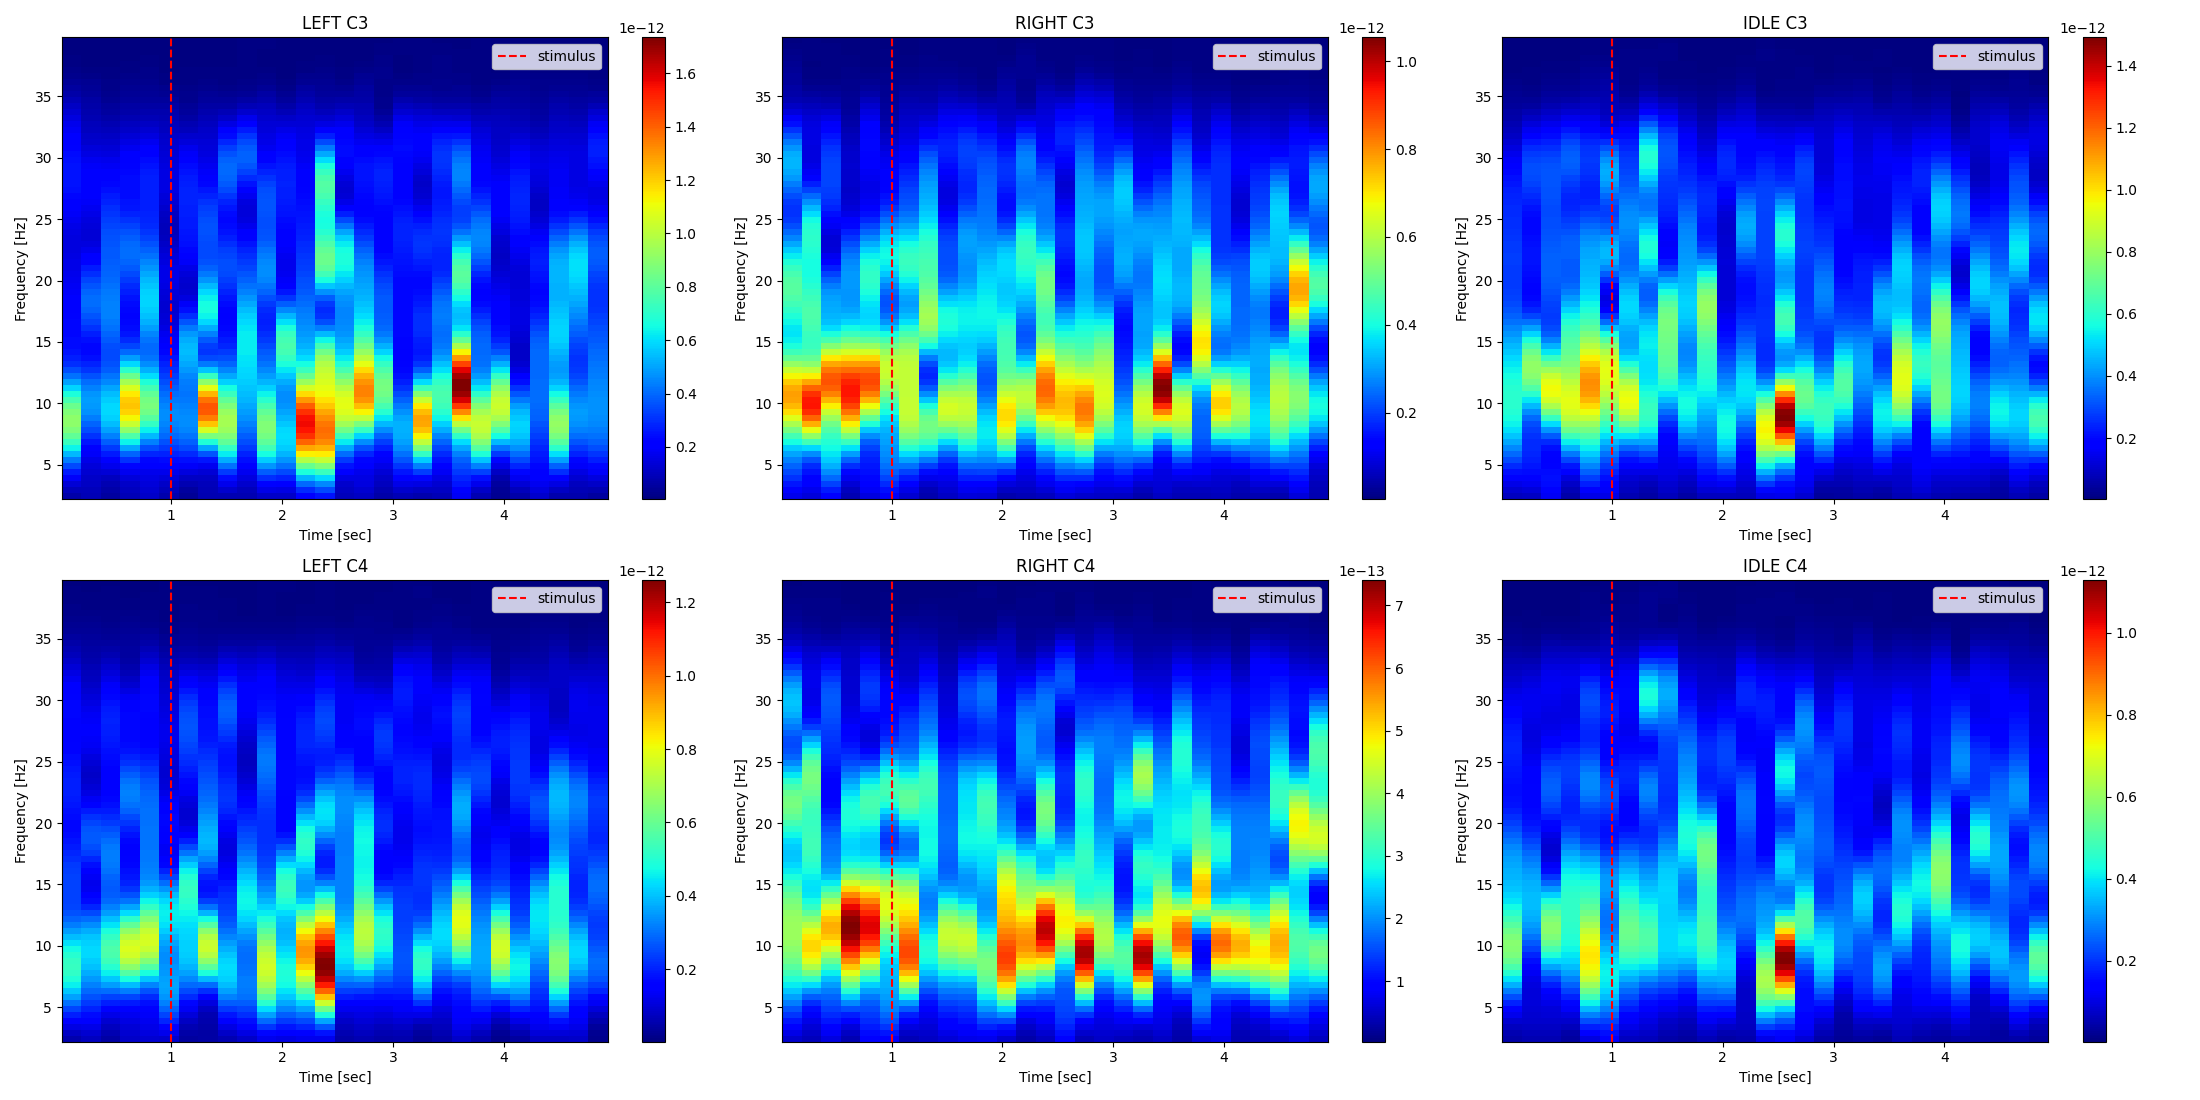 LEFT C3
1e−12
stimulus
Frequency [Hz]
35
30
25
20
15
10
5
1 2 3 4
Time [sec]
1.6
1.4
1.2
1.0
0.8
0.6
0.4
0.2
RIGHT C3
1e−12
stimulus
Frequency [Hz]
35
30
25
20
15
10
5
1 2 3 4
Time [sec]
1.0
0.8
0.6
0.4
0.2
IDLE C3
1e−12
stimulus
Frequency [Hz]
35
30
25
20
15
10
5
1 2 3 4
Time [sec]
1.4
1.2
1.0
0.8
0.6
0.4
0.2
LEFT C4
1e−12
stimulus
Frequency [Hz]
35
30
25
20
15
10
5
1 2 3 4
Time [sec]
1.2
1.0
0.8
0.6
0.4
0.2
RIGHT C4
1e−13
stimulus
Frequency [Hz]
35
30
25
20
15
10
5
1 2 3 4
Time [sec]
7
6
5
4
3
2
1
IDLE C4
1e−12
stimulus
Frequency [Hz]
35
30
25
20
15
10
5
1 2 3 4
Time [sec]
1.0
0.8
0.6
0.4
0.2